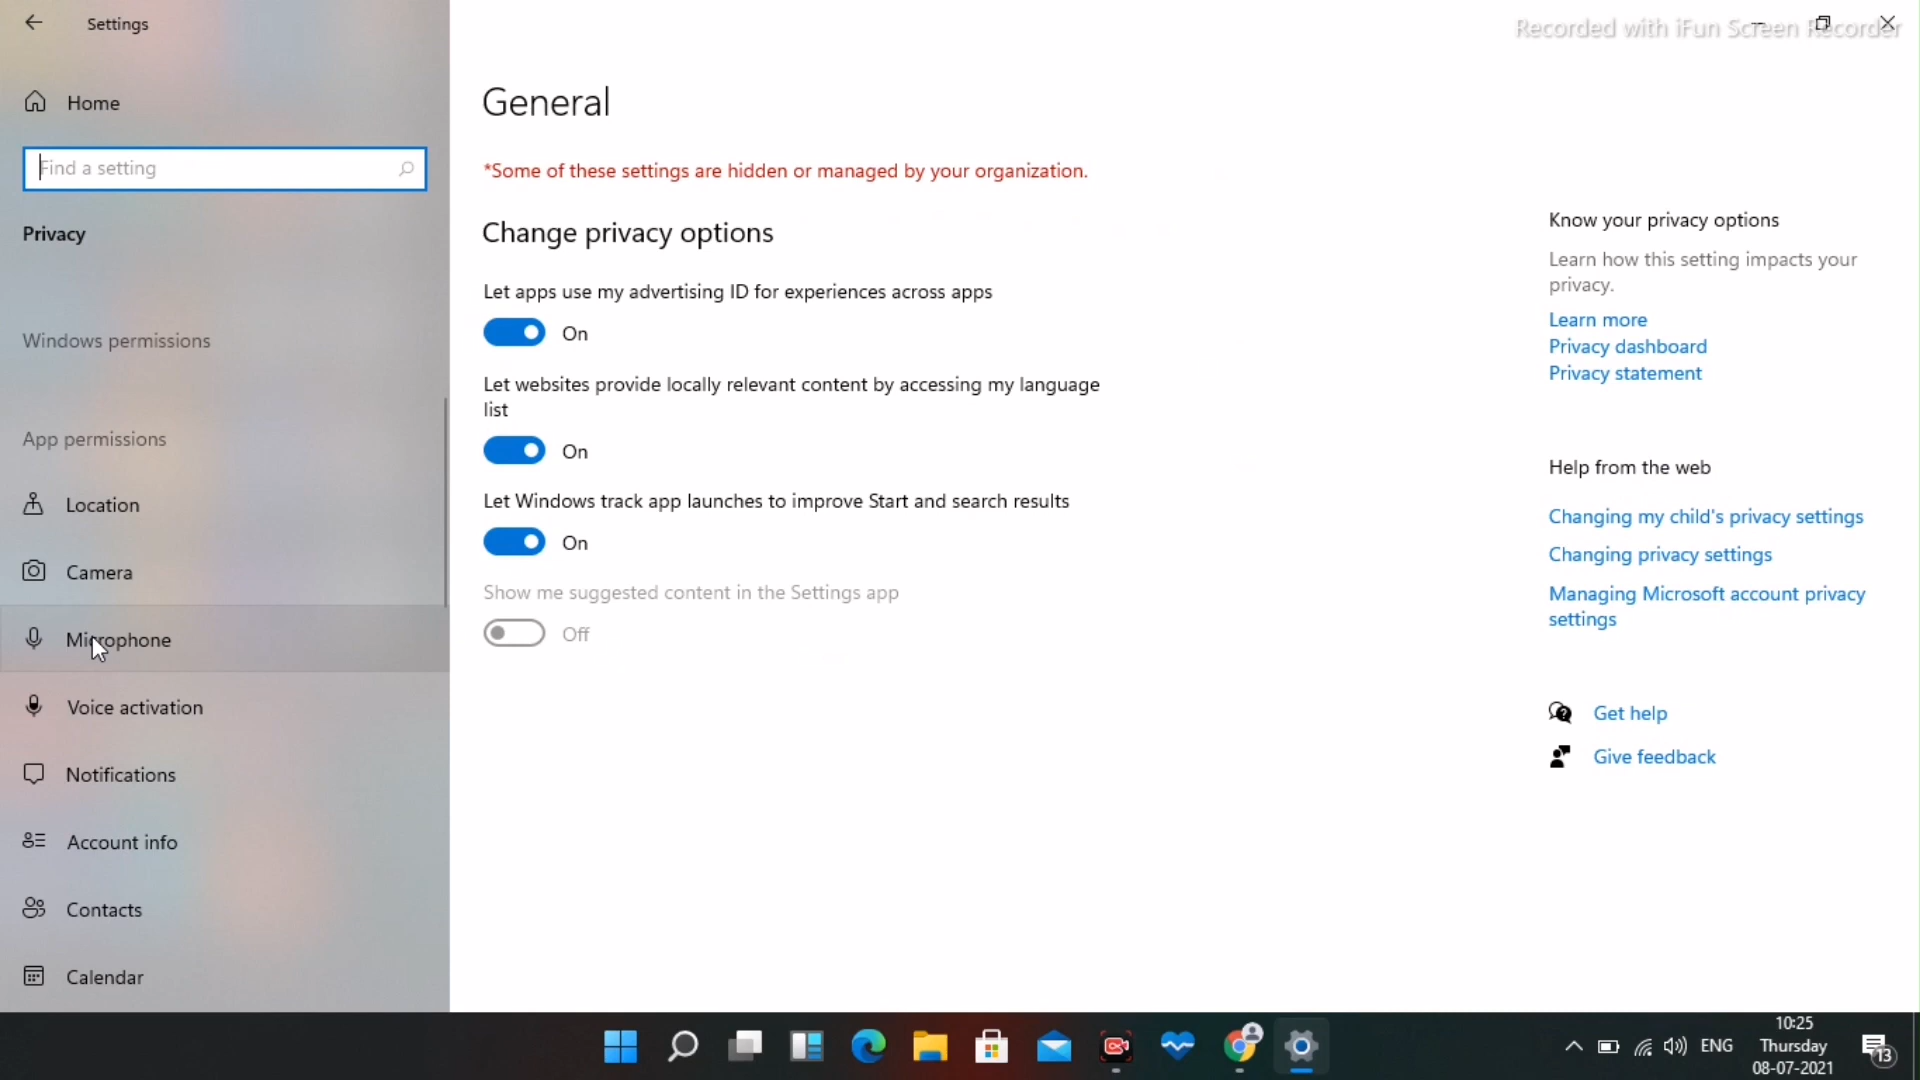 Settings
Recorded with iFun Screen Recorder
Home
Find a setting
Privacy
Windows permissions
App permissions
Location
Camera
Microphone
Voice activation
Notifications
Account info
Contacts
Calendar
General
*Some of these settings are hidden or managed by your organization.
Change privacy options
Let apps use my advertising ID for experiences across apps
On
Let websites provide locally relevant content by accessing my language
list
On
Let Windows track app launches to improve Start and search results
On
Show me suggested content in the Settings app
Off
Know your privacy options
Learn how this setting impacts your
privacy.
Learn more
Privacy dashboard
Privacy statement
Help from the web
Changing my child's privacy settings
Changing privacy settings
Managing Microsoft account privacy
settings
Get help
Give feedback
ENG
10:25
Thursday
08-07-2021
13